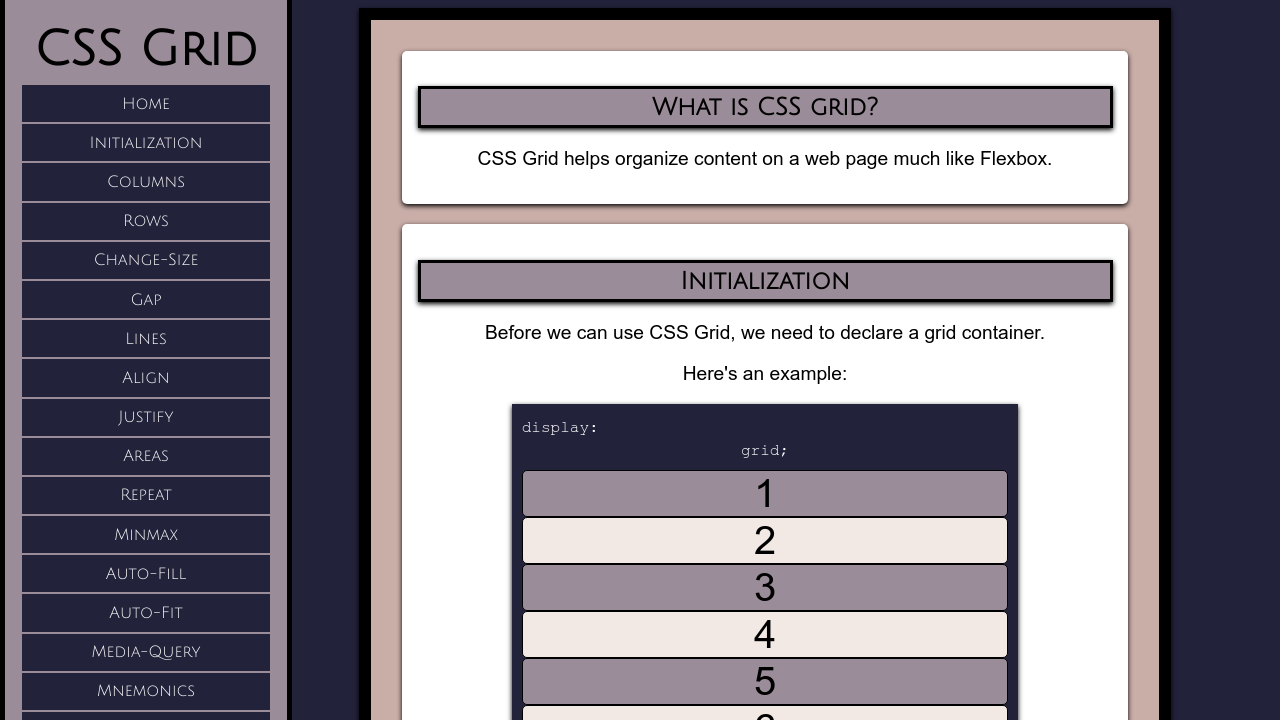 CSS Grid
Home
Initialization
Columns
Rows
Change-Size
Gap
Lines
Align
Justify
Areas
Repeat
Minmax
Auto-Fill
Auto-Fit
Media-Query
Mnemonics
What is CSS grid?
CSS Grid helps organize content on a web page much like Flexbox.
Initialization
Before we can use CSS Grid, we need to declare a grid container.
Here's an example:
display:
grid;
1
2
3
4
5